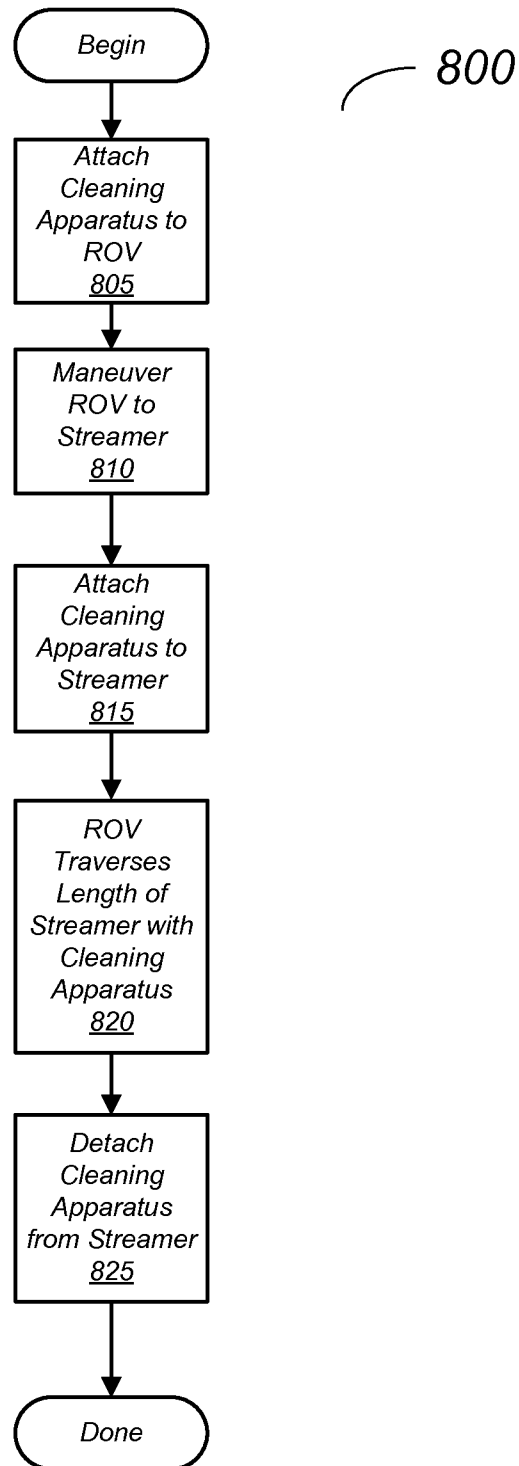 Begin
800
Attach
Cleaning
Apparatus to
ROV
805
Maneuver
ROV to
Streamer
810
Attach
Cleaning
Apparatus to
Streamer
815
ROV
Traverses
Length of
Streamer with
Cleaning
Apparatus
820
Detach
Cleaning
Apparatus
from Streamer
825
Done